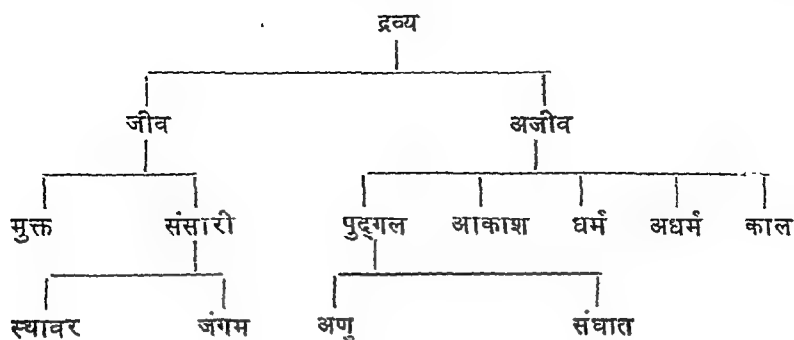 द्रव्य
जीव अजीव
मुक्त संसारी पुद्गल आकाश धर्म अधर्म काल
स्थावर जंगम अणु संघात